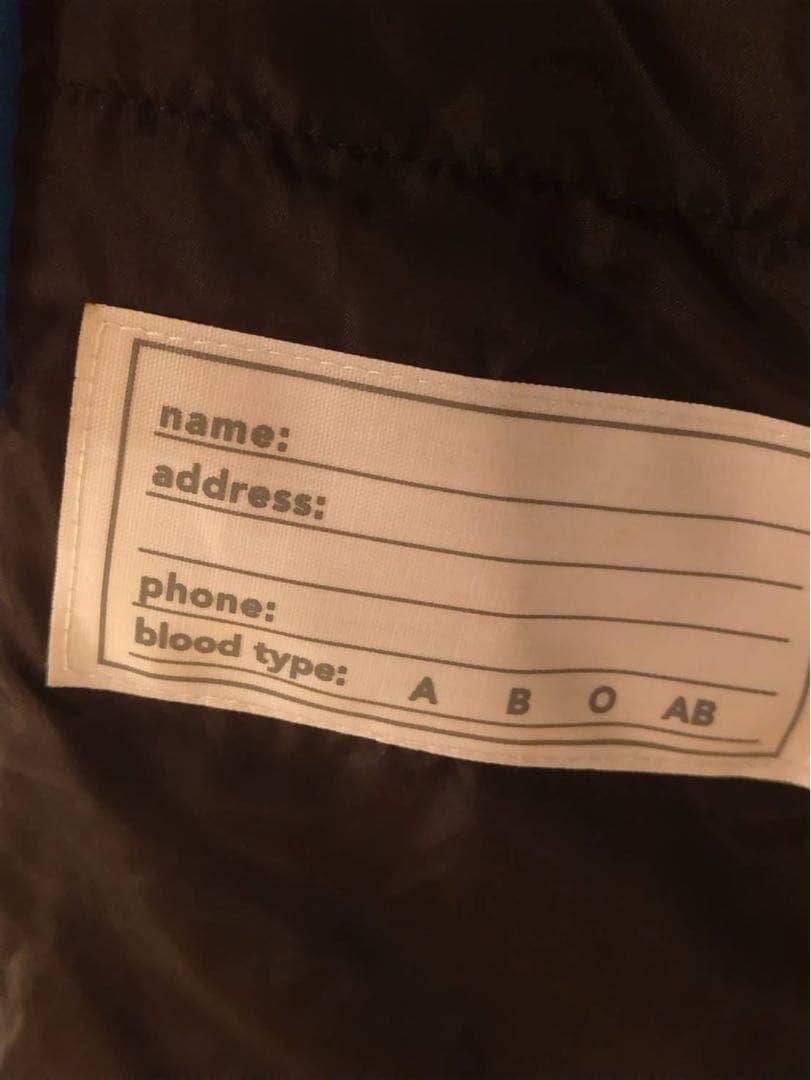 name:
address:
phone:
blood type: A B O AB